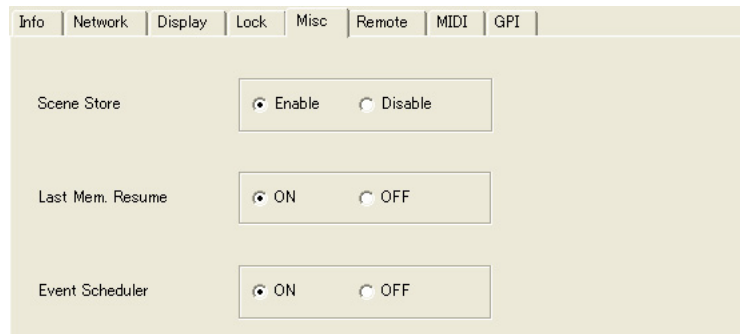 Info Network Display Lock Misc Remote MIDI GPI
Scene Store Enable Disable
Last Mem. Resume ON OFF
Event Scheduler ON OFF